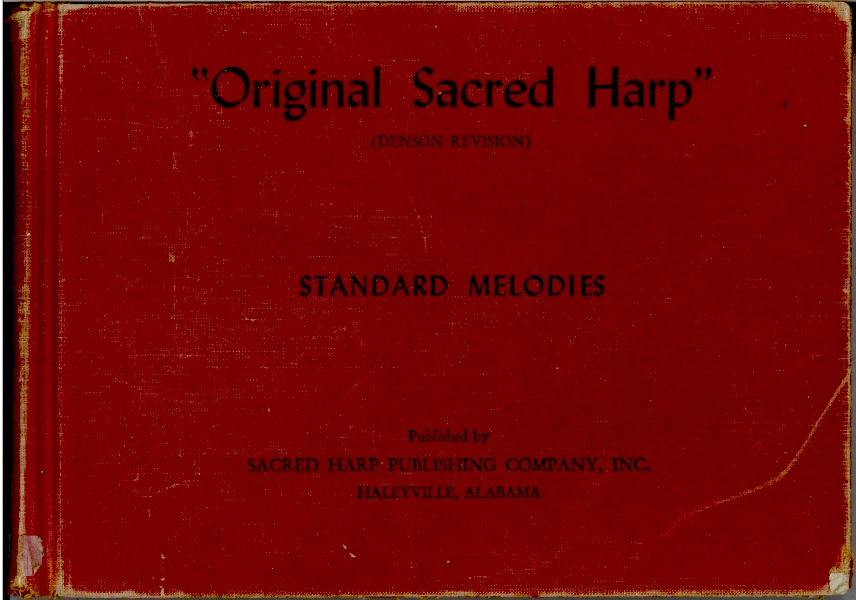 “Original Sacred Harp”
(DENSON REVISION)
STANDARD MELODIES
Published by
SACRED HARP PUBLISHING COMPANY, INC.
HALEYVILLE, ALABAMA